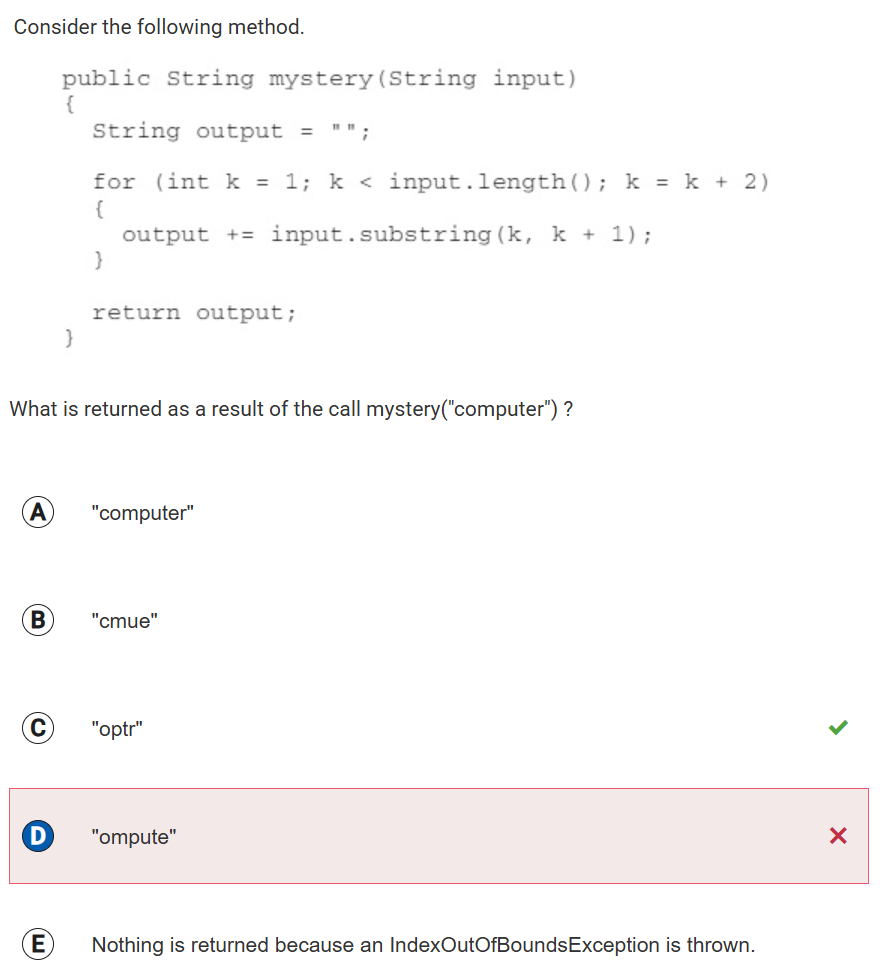 Consider the following method.
public String mystery(String input)
{
String output = "";
for (int k = 1; k < input.length(); k = k + 2)
{
output += input.substring(k, k + 1);
}
return output;
}
What is returned as a result of the call mystery("computer") ?
A "computer"
B "cmue"
C "optr"
D "ompute"
E Nothing is returned because an IndexOutOfBoundsException is thrown.